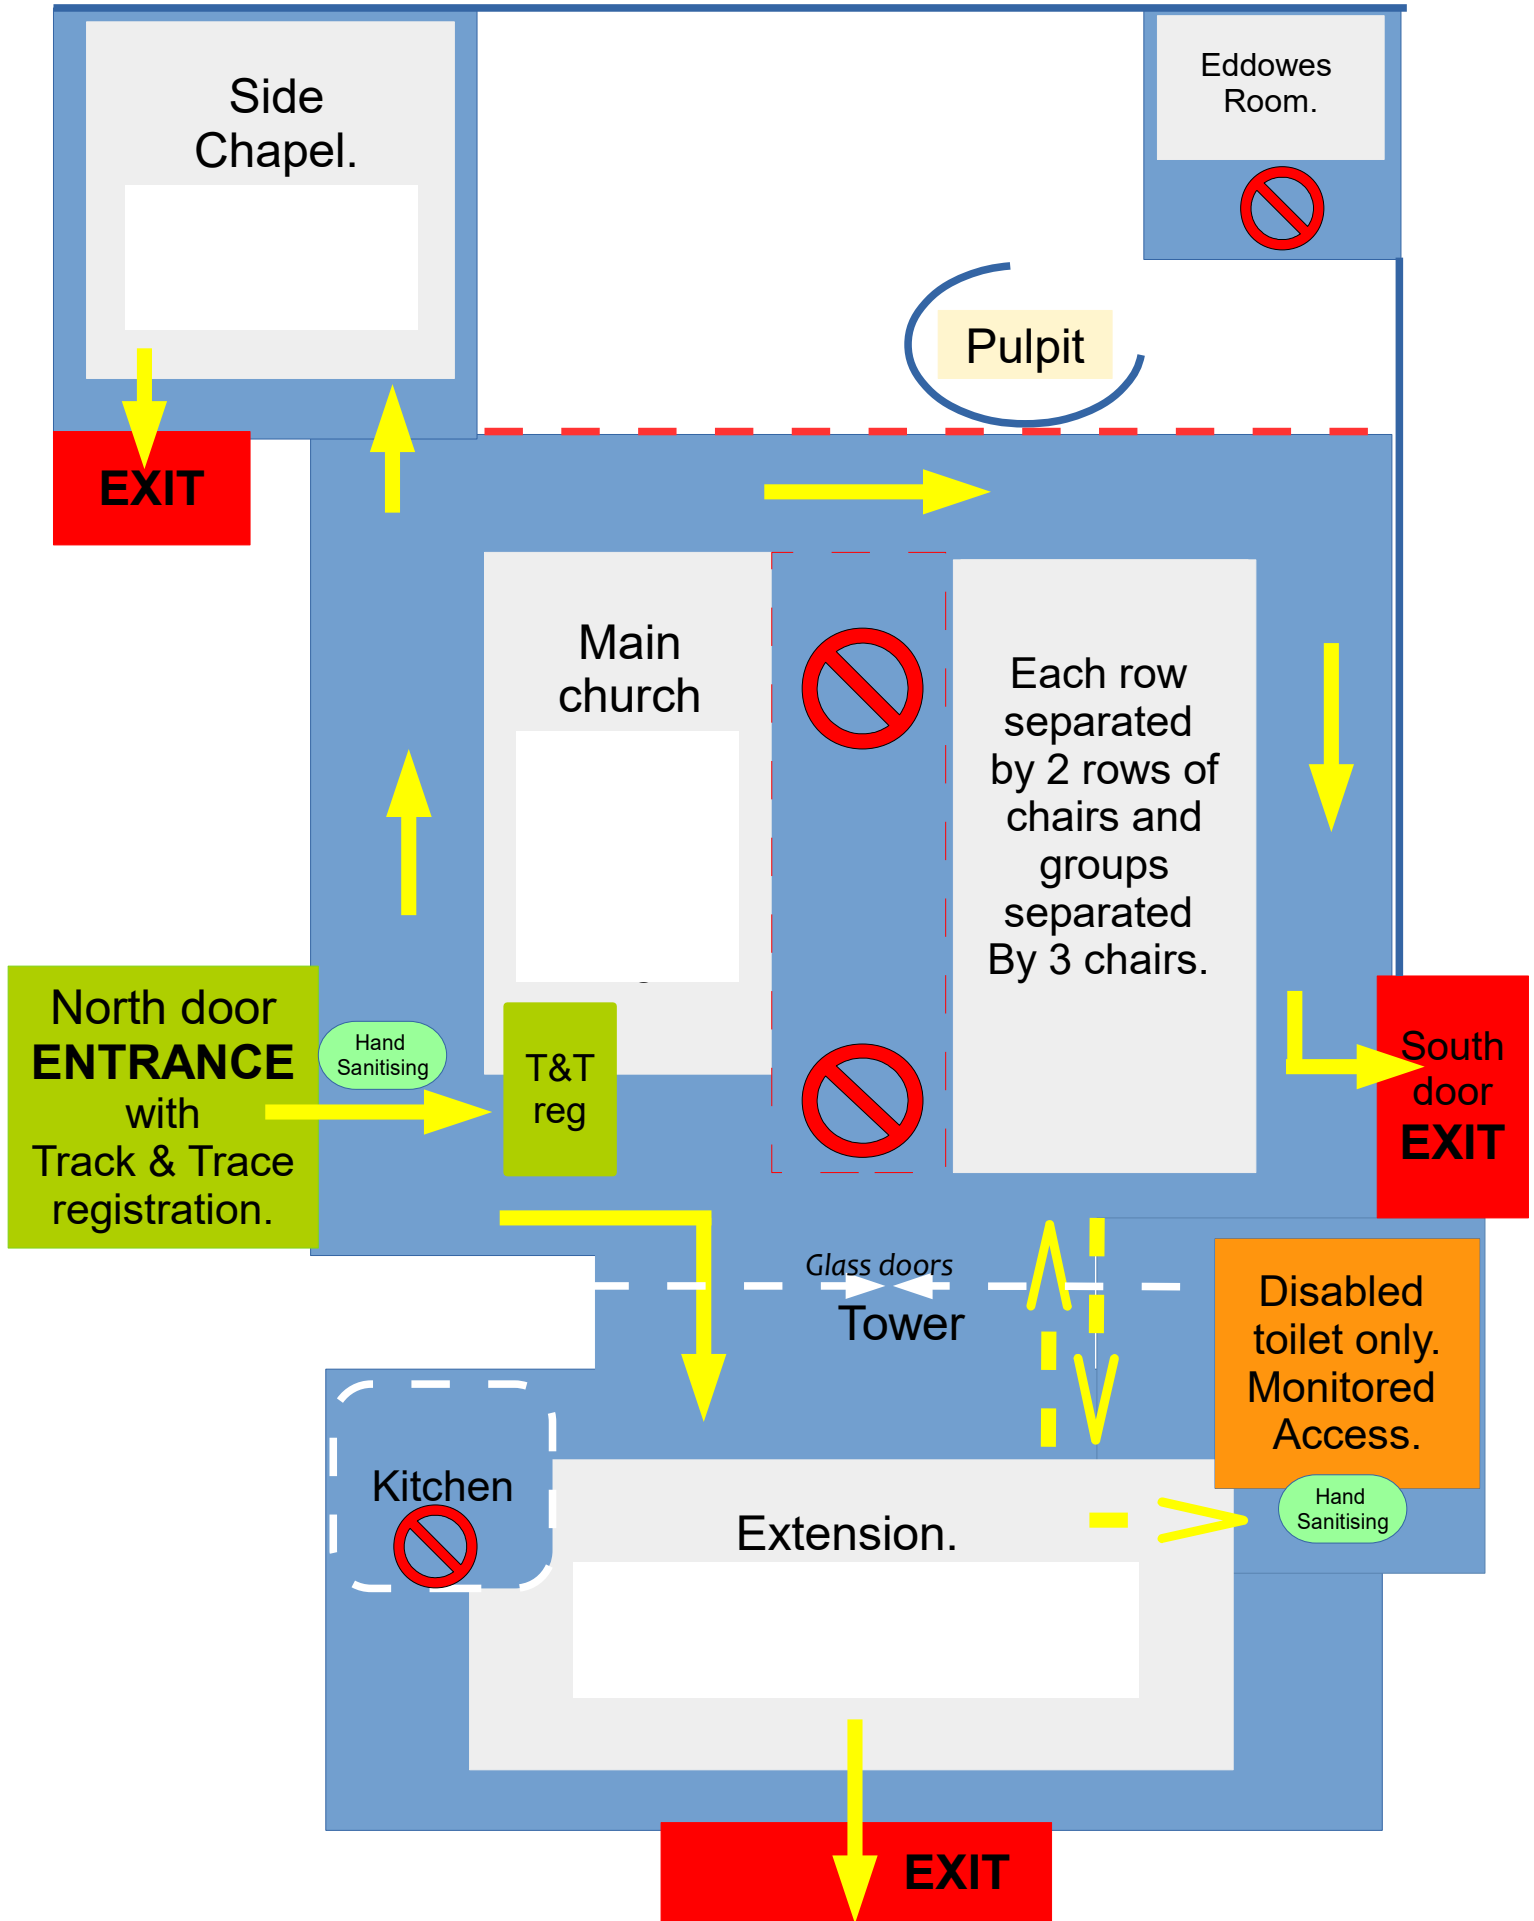 Side
Chapel.
Eddowes
Room.
Pulpit
EXIT
Main
church
Each row
separated
by 2 rows of
chairs and
groups
separated
By 3 chairs.
North door
ENTRANCE
with
Track & Trace
registration.
Hand
Sanitising
T&T
reg
South
door
EXIT
Glass doors
Tower
Disabled
toilet only.
Monitored
Access.
Hand
Sanitising
Kitchen
Extension.
EXIT